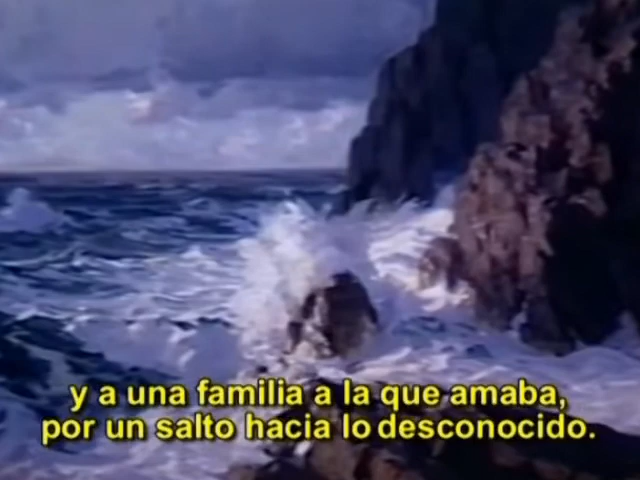 y a una familia a la que amaba,
por un salto hacia lo desconocido.